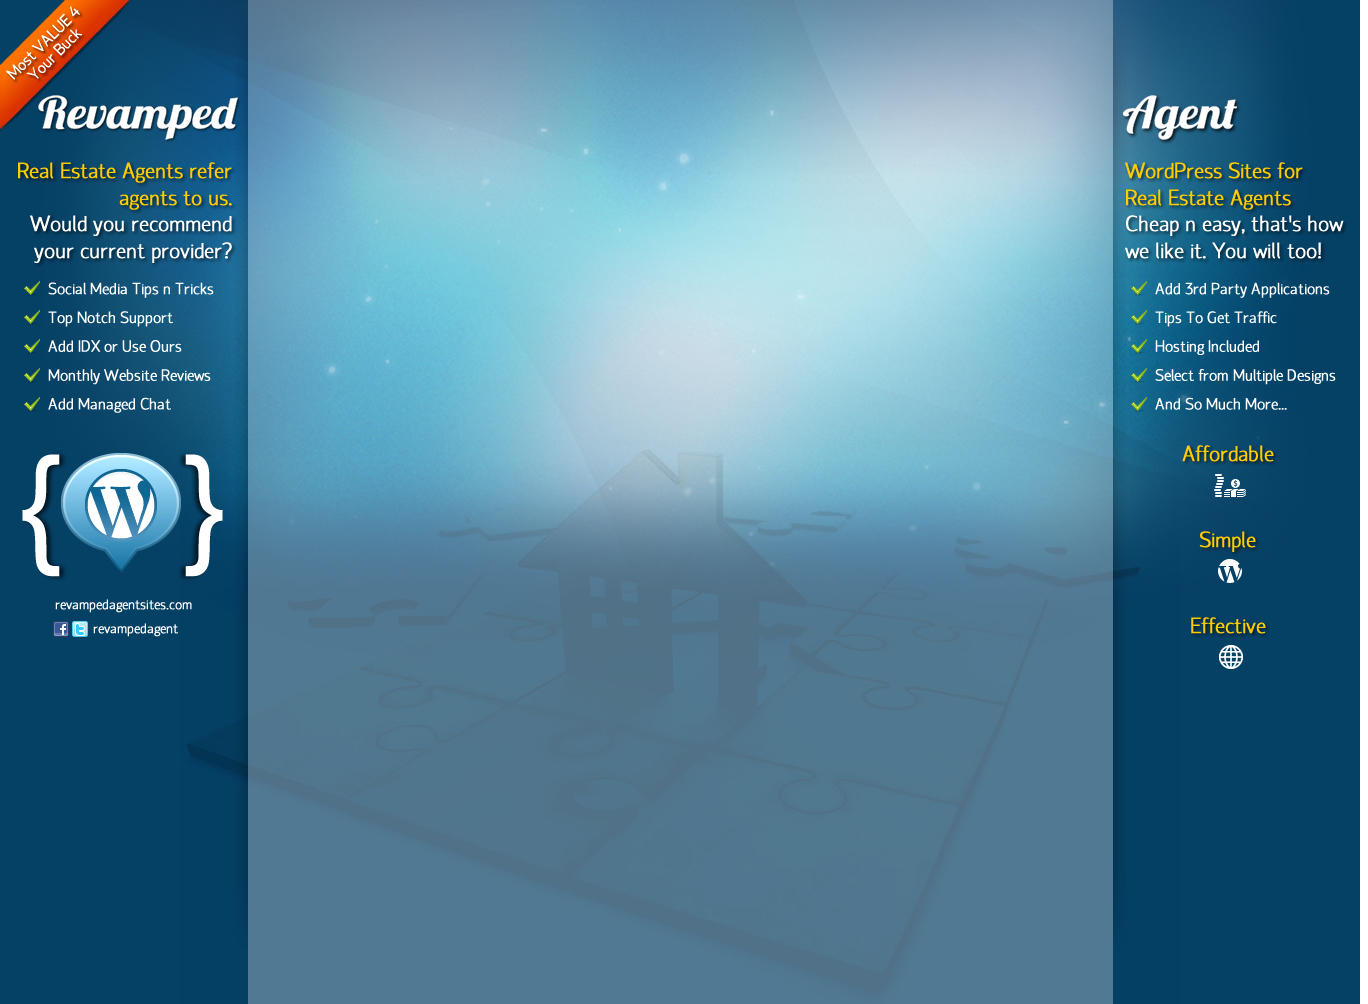 Most VALUE 4
Your Buck
Revamped
Real Estate Agents refer
agents to us.
Would you recommend
your current provider?
Social Media Tips n Tricks
Top Notch Support
Add IDX or Use Ours
Monthly Website Reviews
Add Managed Chat
{ W }
revampedagentsites.com
f t revampedagent
Agent
WordPress Sites for
Real Estate Agents
Cheap n easy, that's how
we like it. You will too!
Add 3rd Party Applications
Tips To Get Traffic
Hosting Included
Select from Multiple Designs
And So Much More...
Affordable
$
Simple
W
Effective